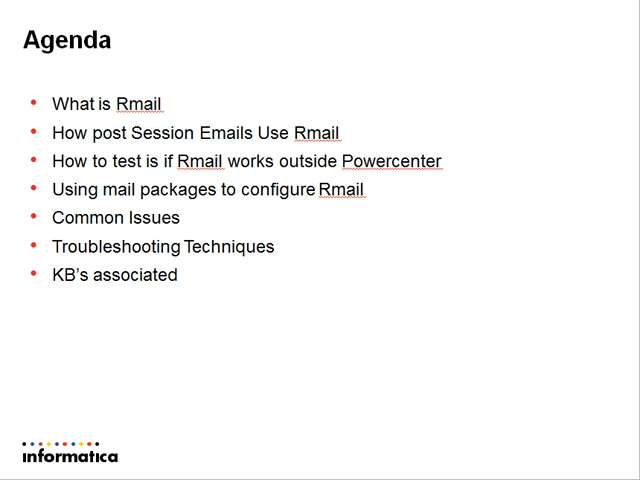 Agenda
What is Rmail
How post Session Emails Use Rmail
How to test is if Rmail works outside Powercenter
Using mail packages to configure Rmail
Common Issues
Troubleshooting Techniques
KB's associated
informatica